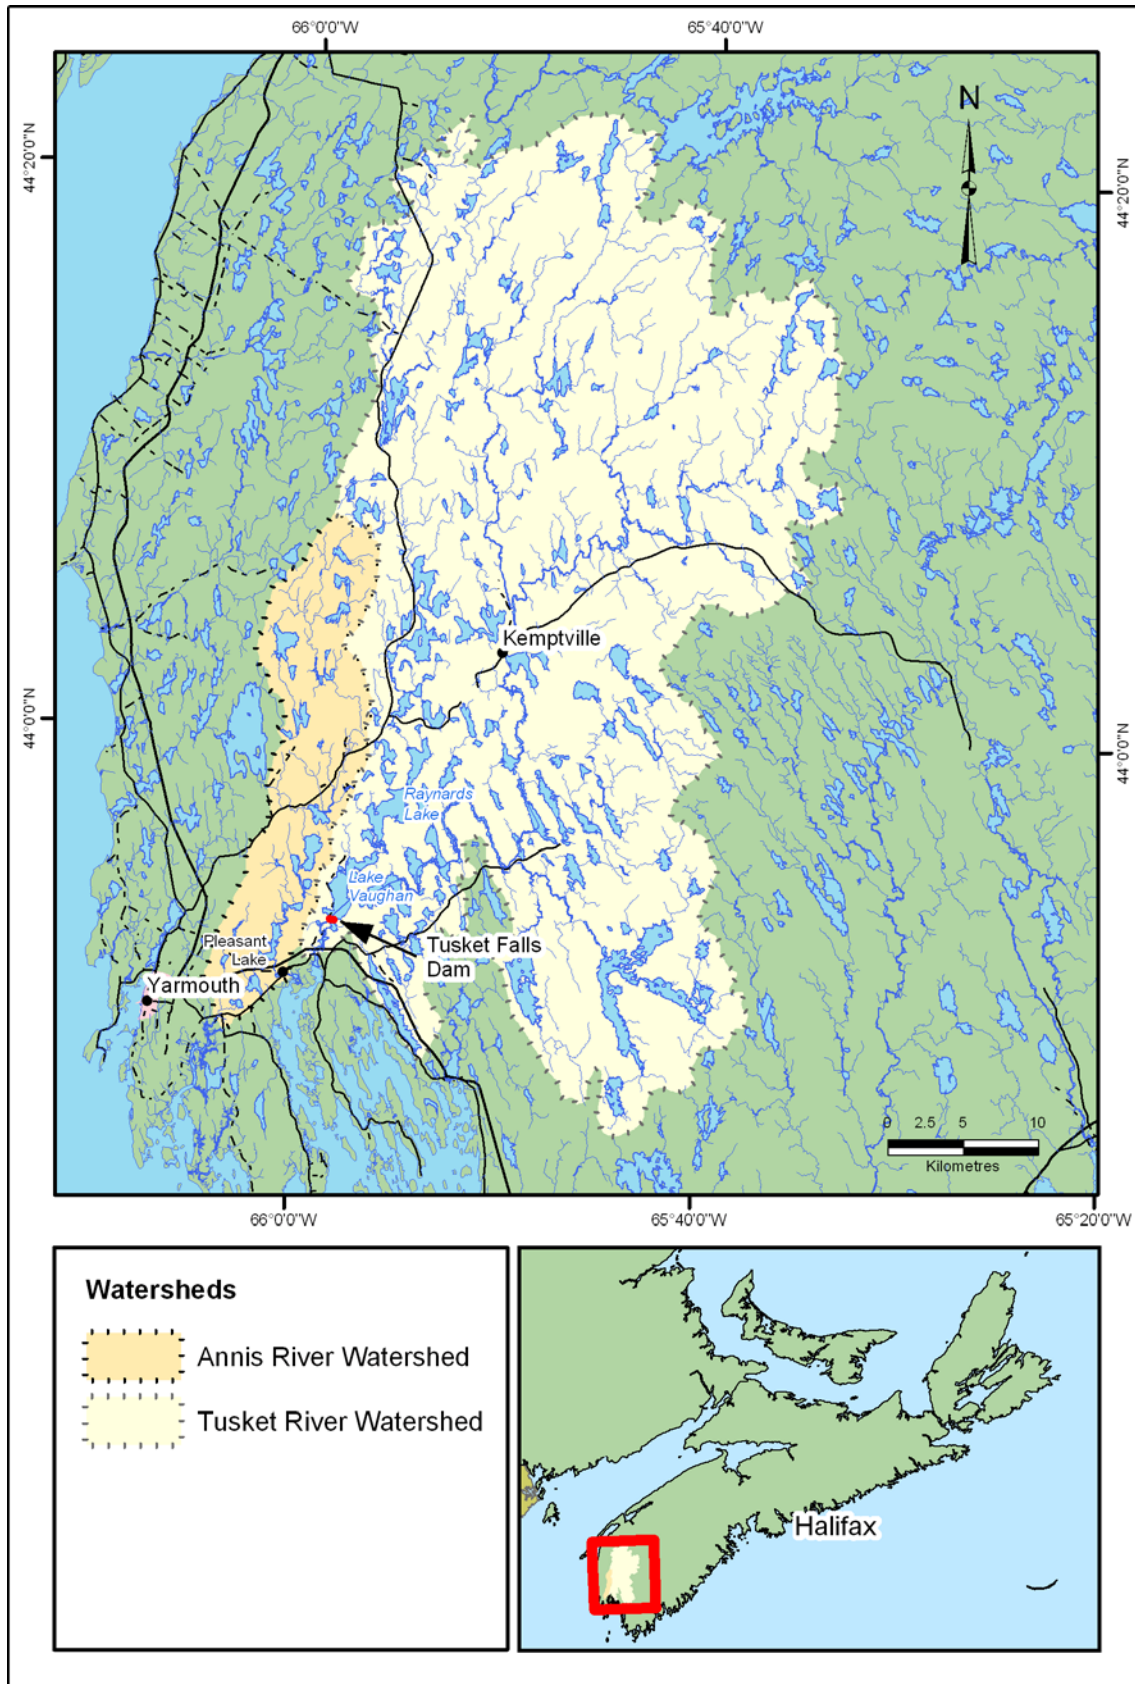 66°0'0"W
65°40'0"W
44°20'0"N
N
44°20'0"N
Kemptville
44°0'0"N
44°0'0"N
Raynards
Lake
Lake
Vaughan
Pleasant
Lake
Tusket Falls
Dam
Yarmouth
0 2.5 5 10
Kilometres
66°0'0"W
65°40'0"W
65°20'0"W
Watersheds
Annis River Watershed
Tusket River Watershed
Halifax